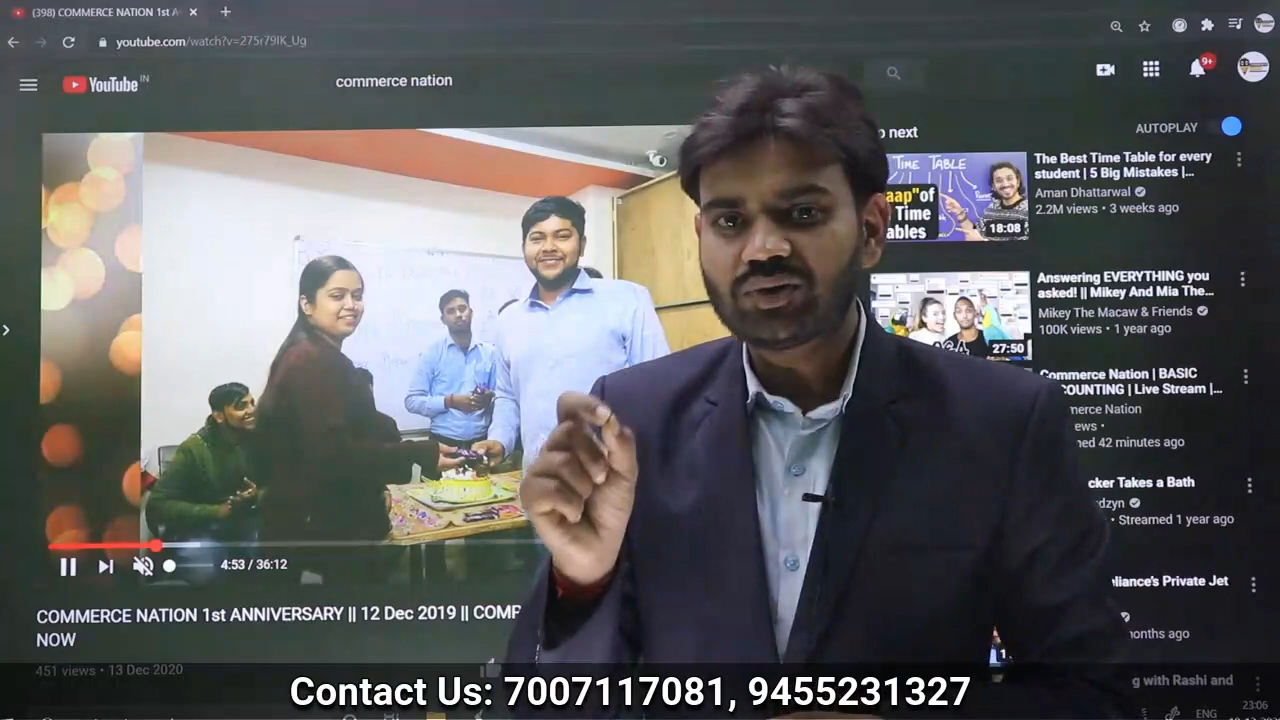 (398) COMMERCE NATION 1st A
youtube.com/watch?v=275r79IK_Ug
YouTube IN
commerce nation
9+
o next
AUTOPLAY
TIME TABLE
aap" of
Time
ables
18:08
The Best Time Table for every
student | 5 Big Mistakes |...
Aman Dhattarwal
2.2M views • 3 weeks ago
27:50
Answering EVERYTHING you
asked! || Mikey And Mia The...
Mikey The Macaw & Friends
100K views • 1 year ago
Commerce Nation | BASIC
COUNTING | Live Stream |...
merce Nation
ews •
ned 42 minutes ago
cker Takes a Bath
rdzyn
• Streamed 1 year ago
liance's Private Jet
onths ago
g with Rashi and
4:53 / 36:12
COMMERCE NATION 1st ANNIVERSARY || 12 Dec 2019 || COMP
NOW
451 views • 13 Dec 2020
Contact Us: 7007117081, 9455231327
ENG
23:06